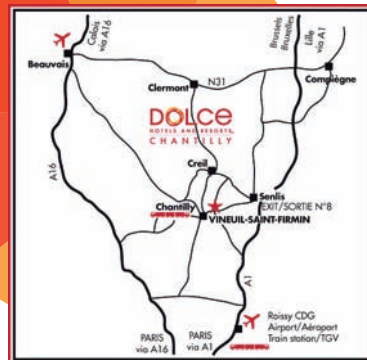 Calais
via A16
Brussels
Bruxelles
Lille
via A1
Beauvais
Compiègne
Clermont
N31
DOLCE
HOTELS AND RESORTS
CHANTILLY
Creil
A16
Senlis
EXIT/SORTIE N°8
Chantilly
VINEUIL-SAINT-FIRMIN
A1
Roissy CDG
Airport/Aéroport
Train station/TGV
PARIS
via A16
PARIS
via A1